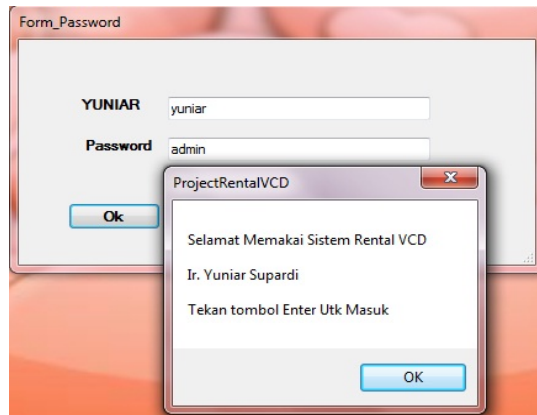 Form_Password
YUNIAR yuniar
Password admin
Ok
ProjectRentalVCD
Selamat Memakai Sistem Rental VCD
Ir. Yuniar Supardi
Tekan tombol Enter Utk Masuk
OK